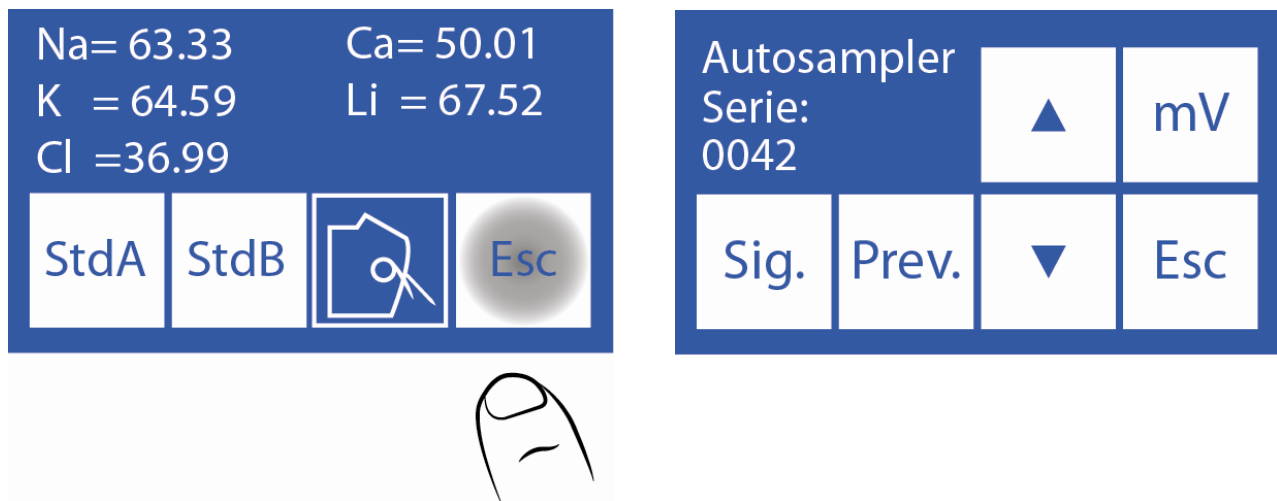 Na= 63.33 Ca= 50.01
K = 64.59 Li = 67.52
Cl =36.99
StdA StdB Esc
Autosampler
Serie:
0042
▲ mV
Sig. Prev. ▼ Esc